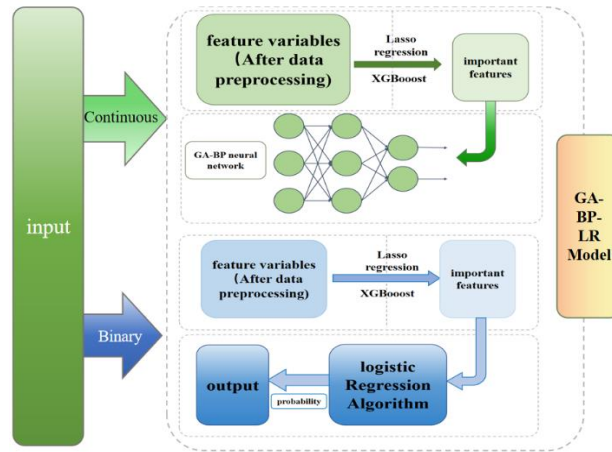 input
Continuous
Binary
feature variables
(After data
preprocessing)
Lasso
regression
XGBooost
important
features
GA-BP neural
network
feature variables
(After data
preprocessing)
Lasso
regression
XGBooost
important
features
output
probability
logistic
Regression
Algorithm
GA-
BP-
LR
Model